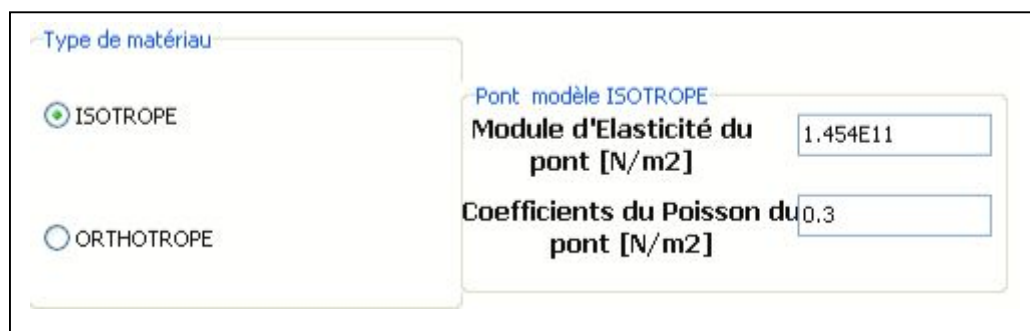 Type de matériau
ISOTROPE
ORTHOTROPE
Pont modèle ISOTROPE
Module d'Elasticité du
pont [N/m2]
1.454E11
Coefficients du Poisson du
pont [N/m2]
0.3